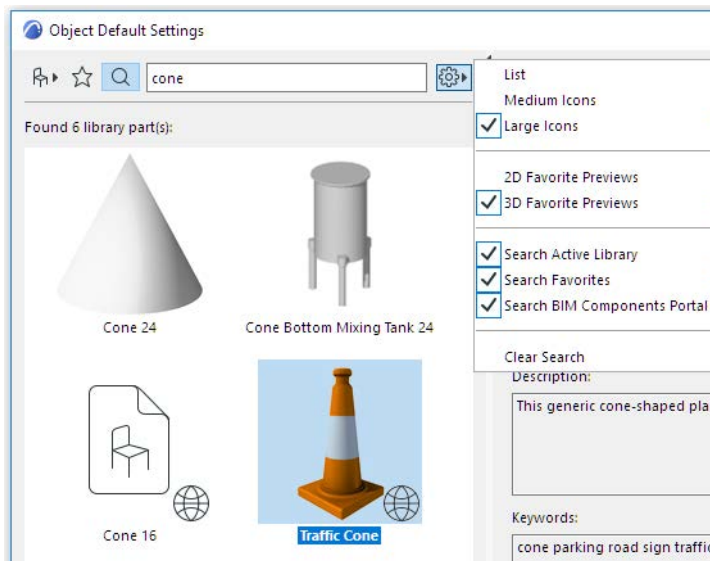 Object Default Settings
cone
Found 6 library part(s):
Cone 24
Cone Bottom Mixing Tank 24
Cone 16
Traffic Cone
List
Medium Icons
Large Icons
2D Favorite Previews
3D Favorite Previews
Search Active Library
Search Favorites
Search BIM Components Portal
Clear Search
Description:
This generic cone-shaped pla
Keywords:
cone parking road sign traffic